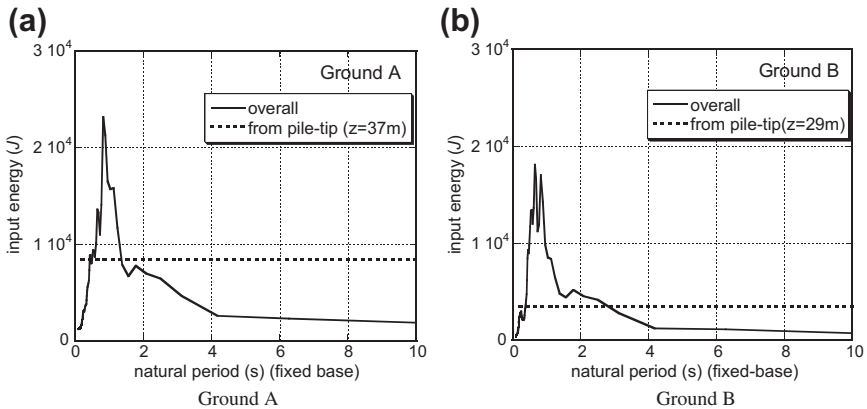 (a)
3 10⁴
2 10⁴
1 10⁴
0
input energy (J)
Ground A
overall
from pile-tip (z=37m)
0 2 4 6 8 10
natural period (s) (fixed base)
Ground A
(b)
3 10⁴
2 10⁴
1 10⁴
0
input energy (J)
Ground B
overall
from pile-tip(z=29m)
0 2 4 6 8 10
natural period (s) (fixed-base)
Ground B